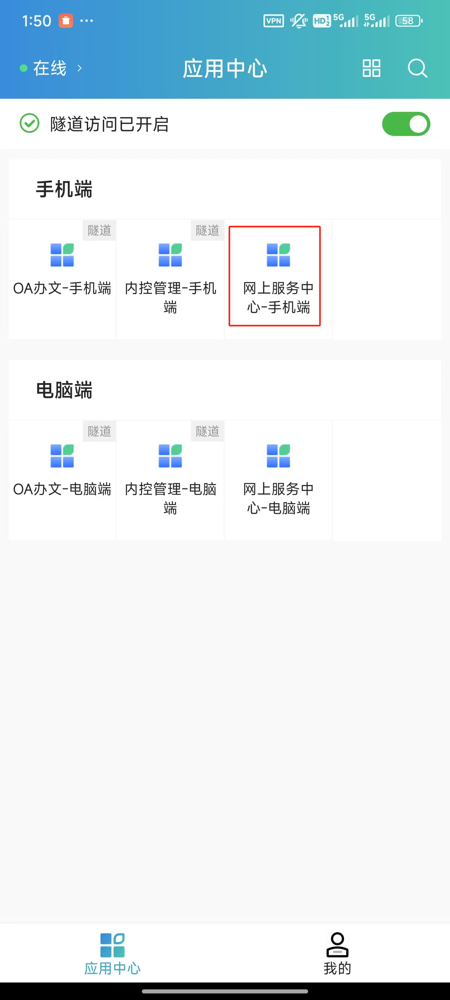 1:50 ... VPN HD 1 2 5G 5G 58
在线 应用中心
隧道访问已开启
手机端
隧道 隧道
OA办文-手机端
内控管理-手机
端
网上服务中
心-手机端
电脑端
隧道 隧道
OA办文-电脑端
内控管理-电脑
端
网上服务中
心-电脑端
应用中心 我的